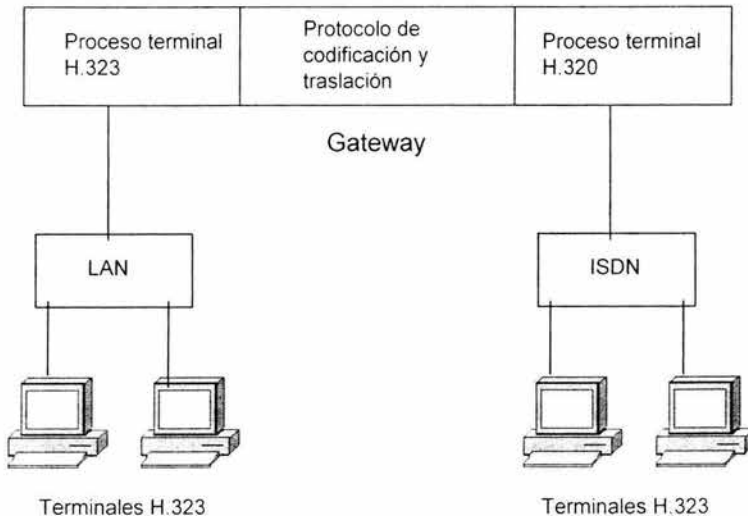 Proceso terminal
H.323
Protocolo de
codificación y
traslación
Proceso terminal
H.320
Gateway
LAN
ISDN
Terminales H.323
Terminales H.323